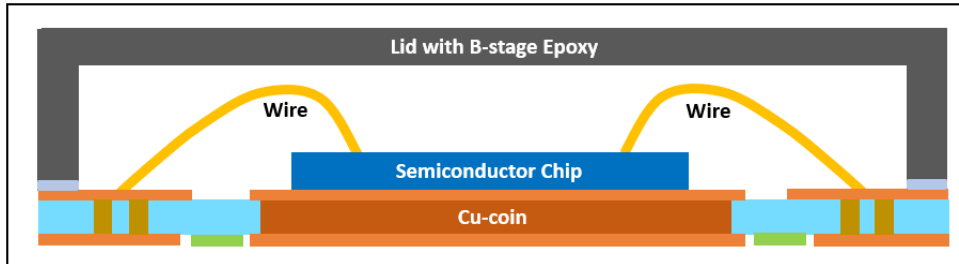 Lid with B-stage Epoxy
Wire
Wire
Semiconductor Chip
Cu-coin